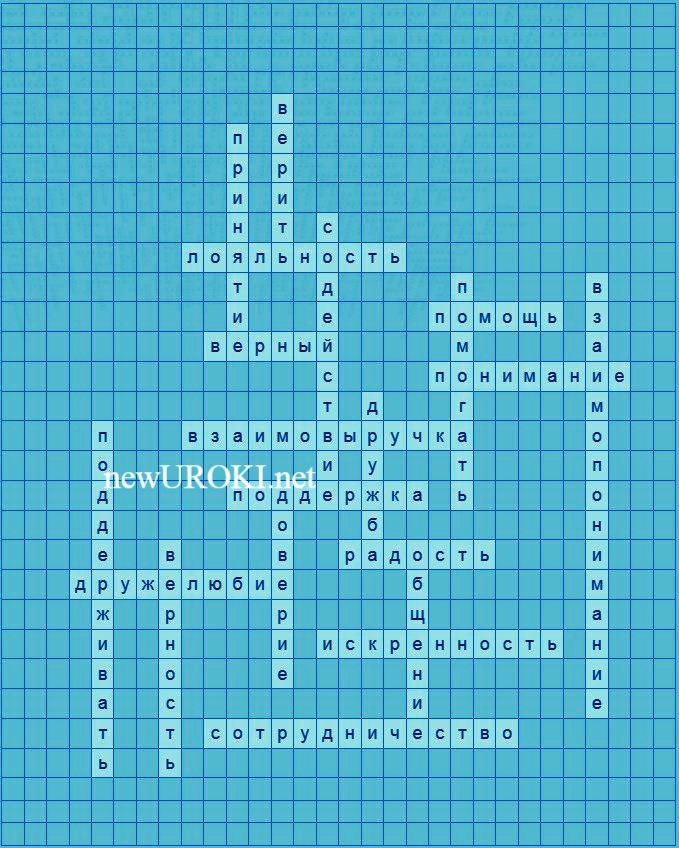 верить
принятие
содействие
лояльность
помогать
взаимопонимание
помощь
верный
понимание
дружба
взаимовыручка
поддерживать
newUROKI.net
поддержка
доверие
верность
радость
общение
дружелюбие
искренность
сотрудничество